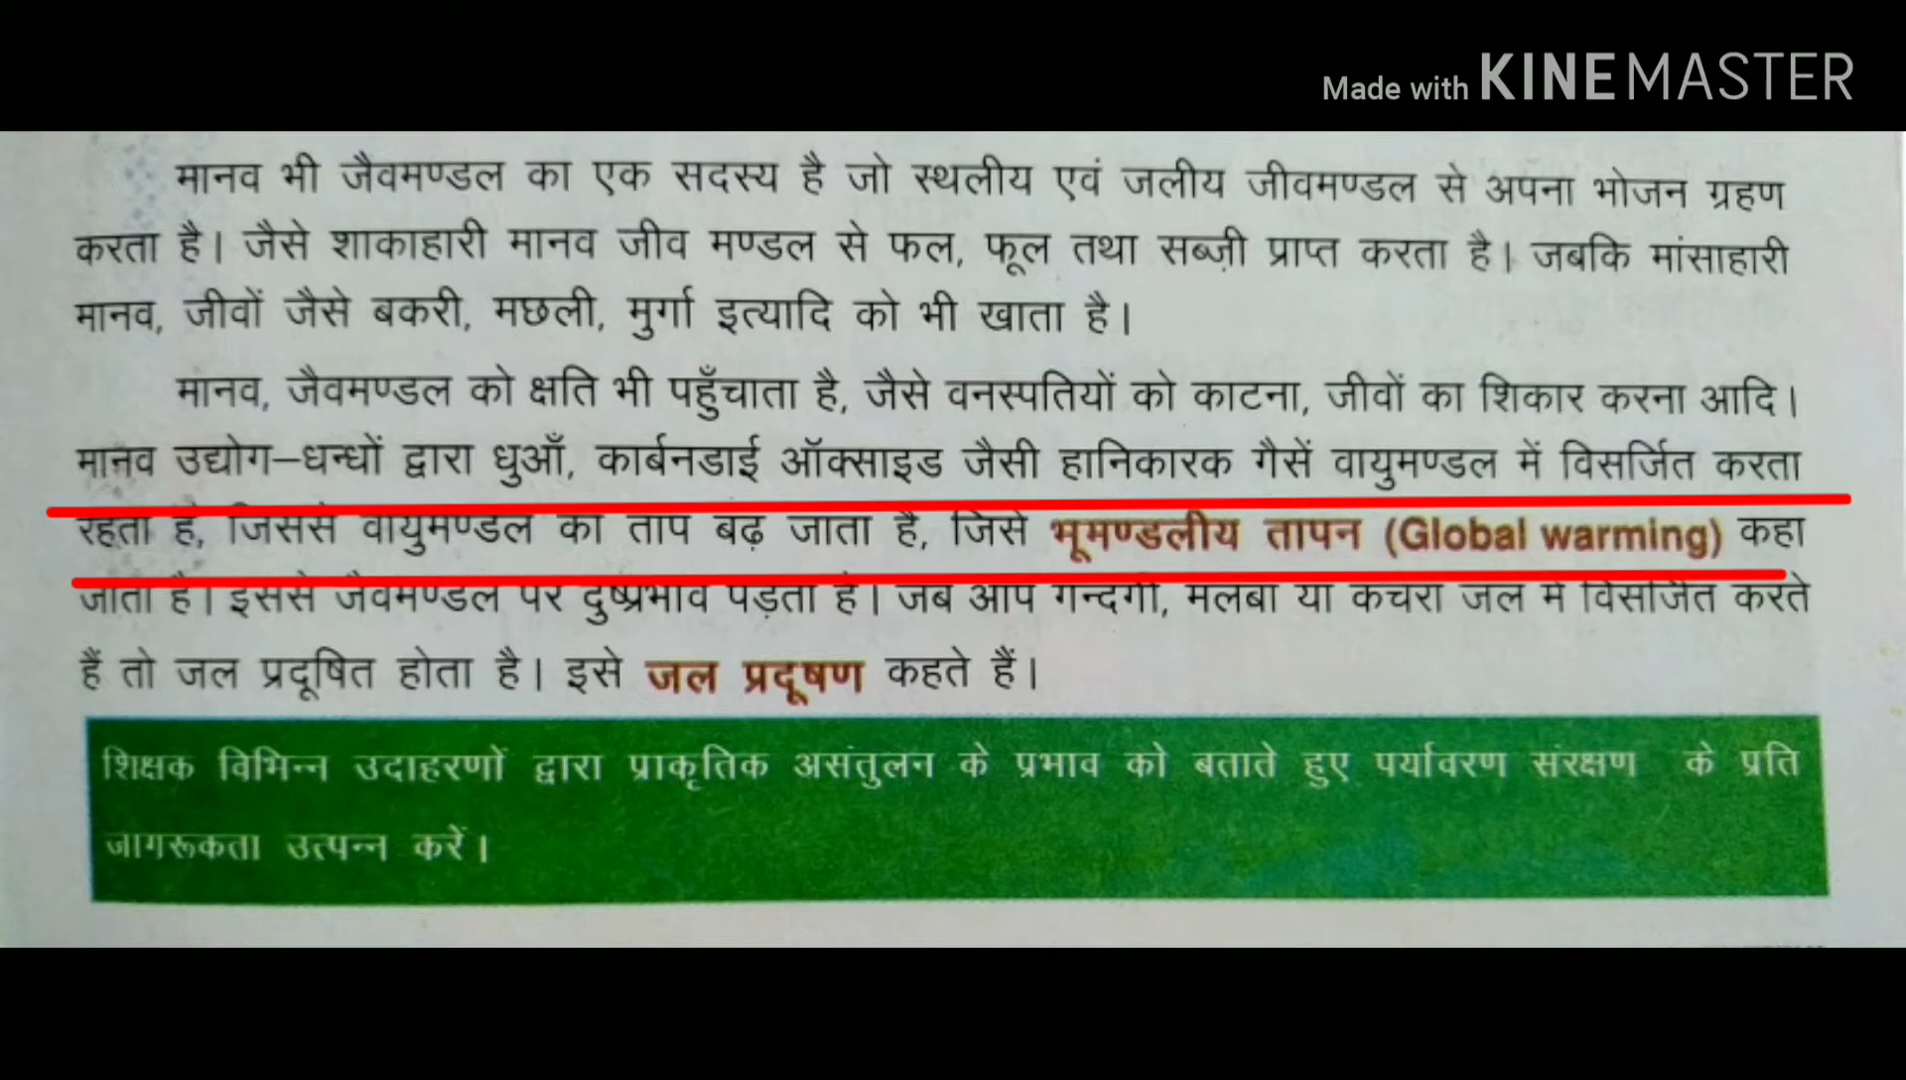 Made with KINEMASTER
मानव भी जैवमण्डल का एक सदस्य है जो स्थलीय एवं जलीय जीवमण्डल से अपना भोजन ग्रहण
करता है। जैसे शाकाहारी मानव जीव मण्डल से फल, फूल तथा सब्ज़ी प्राप्त करता है। जबकि मांसाहारी
मानव, जीवों जैसे बकरी, मछली, मुर्गा इत्यादि को भी खाता है।
मानव, जैवमण्डल को क्षति भी पहुँचाता है, जैसे वनस्पतियों को काटना, जीवों का शिकार करना आदि।
मानव उद्योग–धन्धों द्वारा धुआँ, कार्बनडाई ऑक्साइड जैसी हानिकारक गैसें वायुमण्डल में विसर्जित करता
रहता है, जिससे वायुमण्डल का ताप बढ़ जाता है, जिसे भूमण्डलीय तापन (Global warming) कहा
जाता है। इससे जैवमण्डल पर दुष्प्रभाव पड़ता है। जब आप गन्दगी, मलबा या कचरा जल में विसर्जित करते
हैं तो जल प्रदूषित होता है। इसे जल प्रदूषण कहते हैं।
शिक्षक विभिन्न उदाहरणों द्वारा प्राकृतिक असंतुलन के प्रभाव को बताते हुए पर्यावरण संरक्षण के प्रति
जागरूकता उत्पन्न करें।